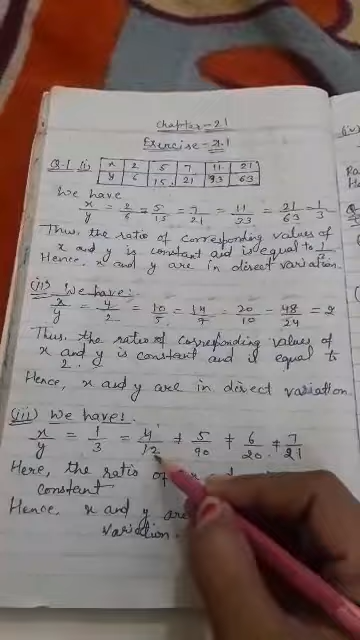 Chapter - 21
Exercise - 21
Q-1 (i) x 2 5 7 11 21
y 6 15 21 33 63
We have
x/y = 2/6 = 5/15 = 7/21 = 11/33 = 21/63 = 1/3
Thus, the ratio of corresponding values of
x and y is constant and is equal to 1/3.
Hence, x and y are in direct variation.
(ii) We have:
x/y = 4/2 = 10/5 = 14/7 = 20/10 = 48/24 = 2
Thus, the ratio of corresponding values of
x and y is constant and is equal to
2.
Hence, x and y are in direct variation
(iii) We have:
x/y = 1/3 = 4/12 ≠ 5/90 ≠ 6/20 ≠ 7/21
Here, the ratio of
constant
Hence, x and y are
variation.